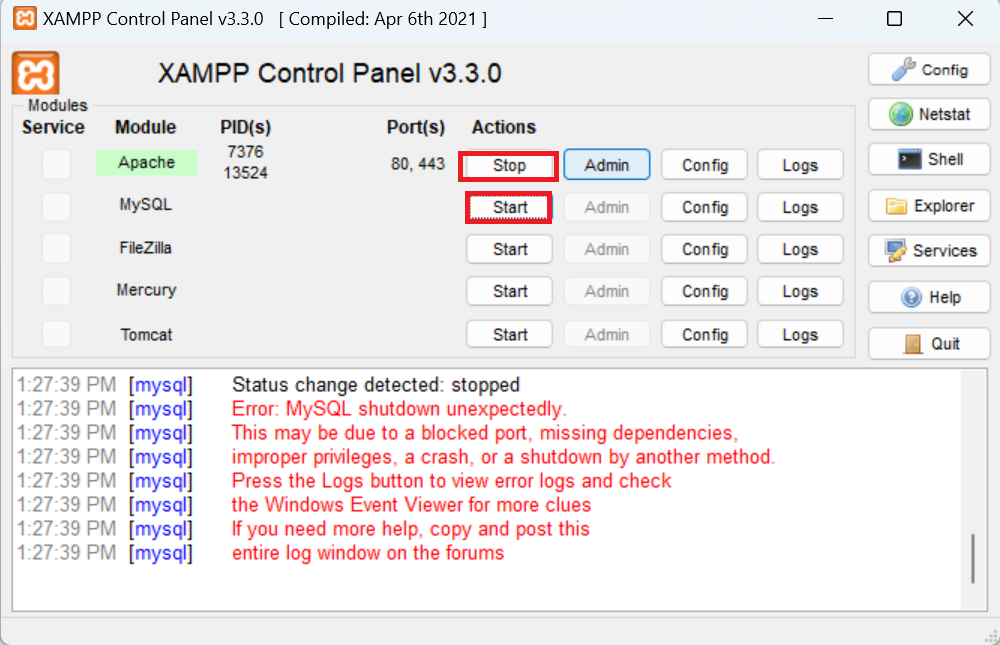 XAMPP Control Panel v3.3.0 [ Compiled: Apr 6th 2021 ]
XAMPP Control Panel v3.3.0
Config
Modules
Service Module PID(s) Port(s) Actions
Netstat
Apache 7376 13524 80, 443 Stop Admin Config Logs
Shell
MySQL Start Admin Config Logs
Explorer
FileZilla Start Admin Config Logs
Services
Mercury Start Admin Config Logs
Help
Tomcat Start Admin Config Logs
Quit
1:27:39 PM [mysql] Status change detected: stopped
1:27:39 PM [mysql] Error: MySQL shutdown unexpectedly.
1:27:39 PM [mysql] This may be due to a blocked port, missing dependencies,
1:27:39 PM [mysql] improper privileges, a crash, or a shutdown by another method.
1:27:39 PM [mysql] Press the Logs button to view error logs and check
1:27:39 PM [mysql] the Windows Event Viewer for more clues
1:27:39 PM [mysql] If you need more help, copy and post this
1:27:39 PM [mysql] entire log window on the forums